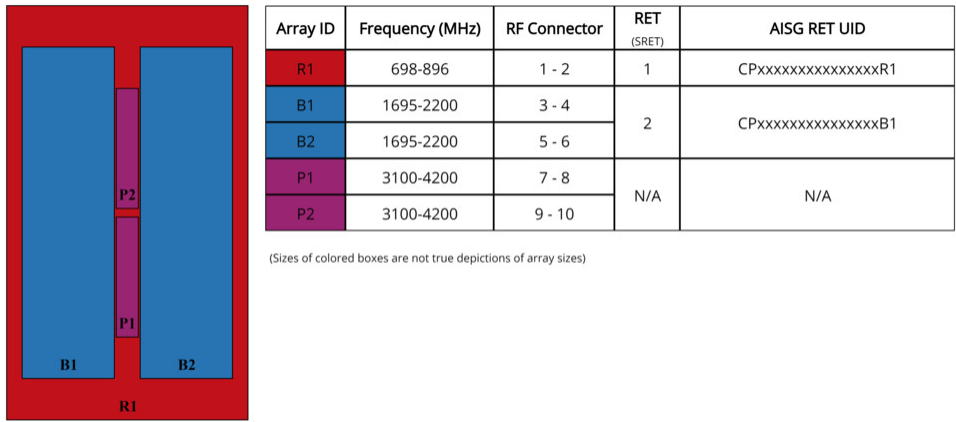 P2
P1
B1 B2
R1
Array ID Frequency (MHz) RF Connector RET (SRET) AISG RET UID
R1 698-896 1 - 2 1 CPxxxxxxxxxxxxxxxR1
B1 1695-2200 3 - 4 2 CPxxxxxxxxxxxxxxxB1
B2 1695-2200 5 - 6
P1 3100-4200 7 - 8 N/A N/A
P2 3100-4200 9 - 10
(Sizes of colored boxes are not true depictions of array sizes)